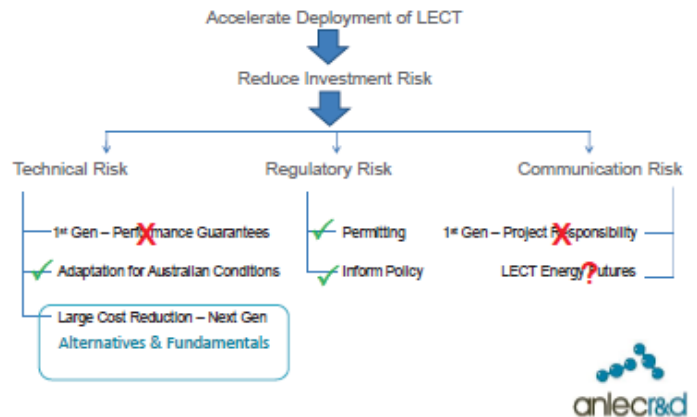 Accelerate Deployment of LECT
Reduce Investment Risk
Technical Risk
Regulatory Risk
Communication Risk
1st Gen – Performance Guarantees
Permitting
1st Gen – Project Responsibility
Adaptation for Australian Conditions
Inform Policy
LECT Energy Futures
?
Large Cost Reduction – Next Gen
Alternatives & Fundamentals
anlecr&d